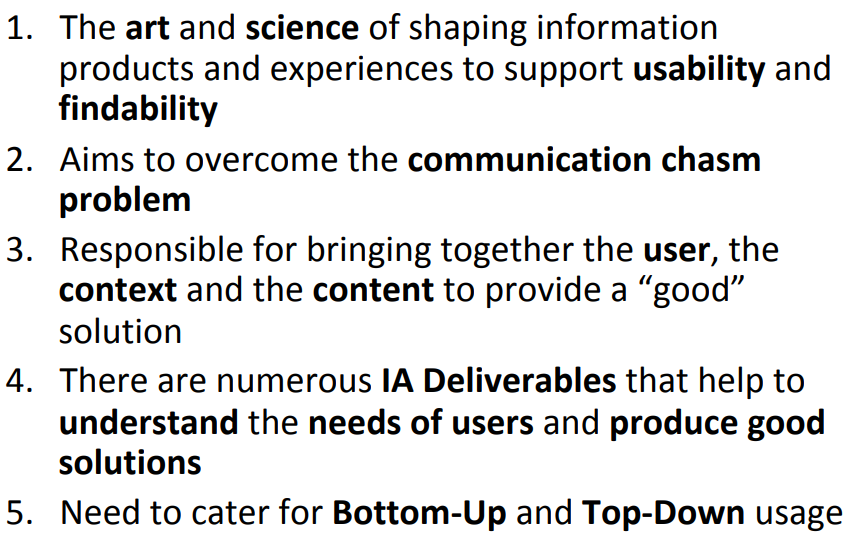 1. The art and science of shaping information
products and experiences to support usability and
findability
2. Aims to overcome the communication chasm
problem
3. Responsible for bringing together the user, the
context and the content to provide a “good”
solution
4. There are numerous IA Deliverables that help to
understand the needs of users and produce good
solutions
5. Need to cater for Bottom-Up and Top-Down usage